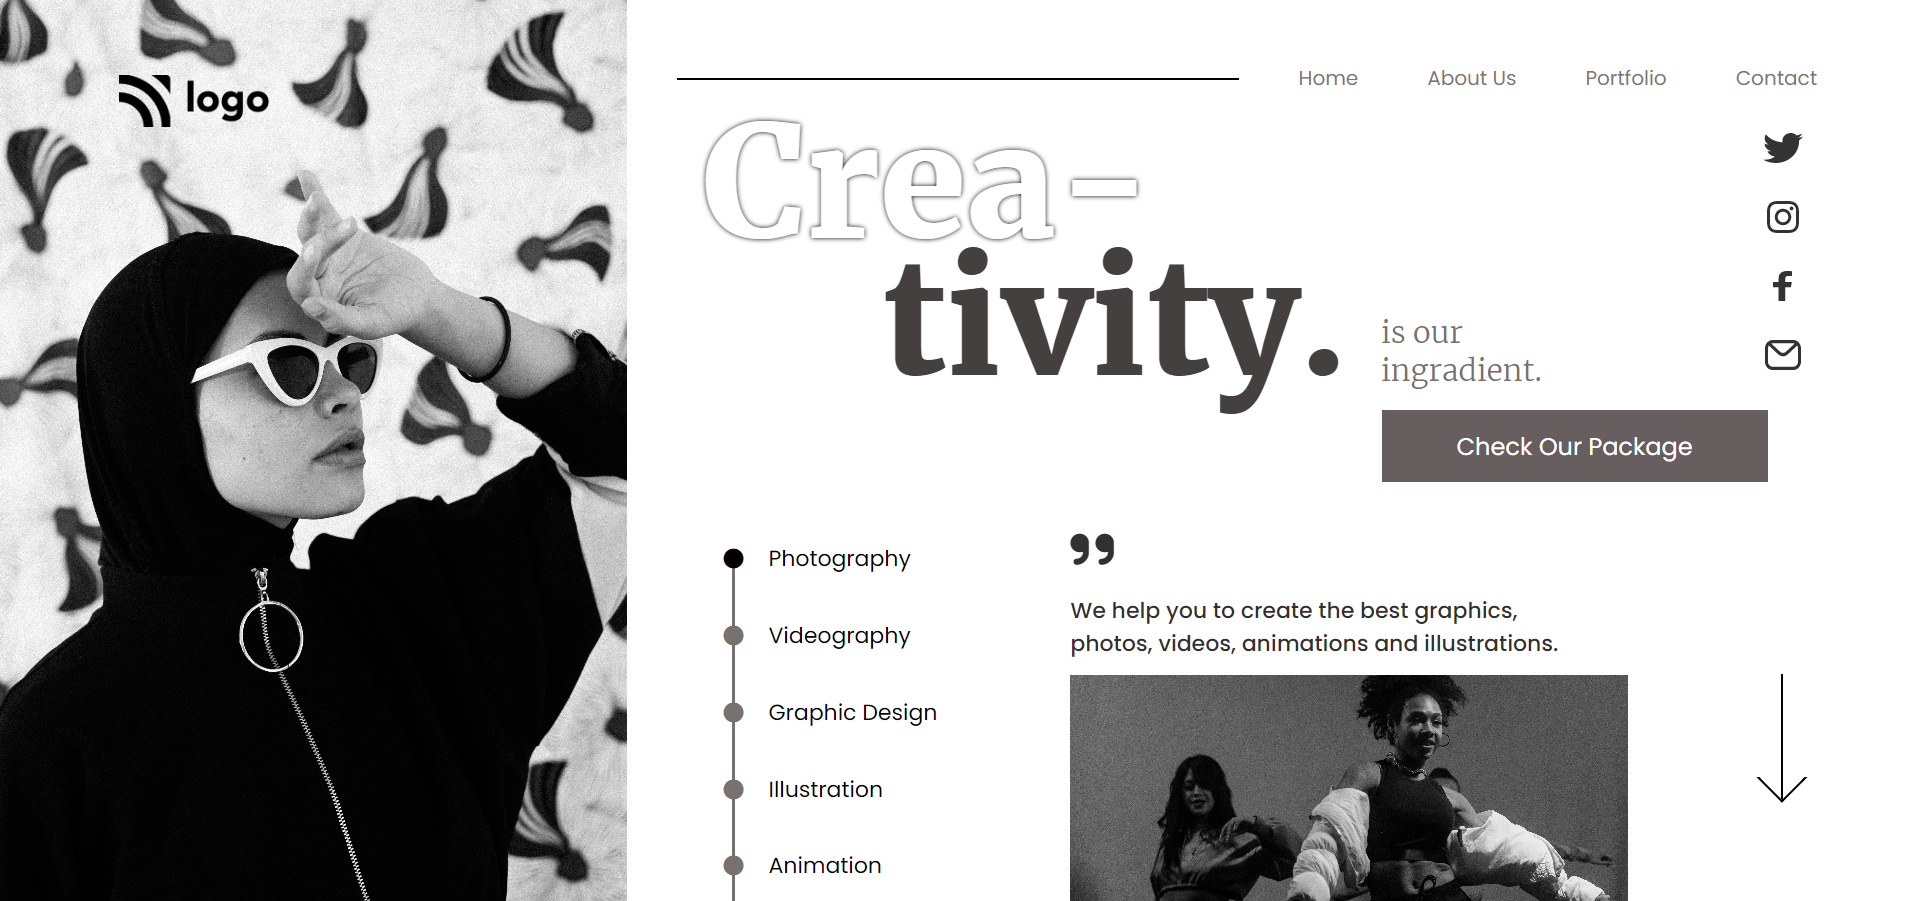 logo
Home About Us Portfolio Contact
Crea-
tivity.
is our
ingradient.
Check Our Package
Photography
Videography
Graphic Design
Illustration
Animation
”
We help you to create the best graphics,
photos, videos, animations and illustrations.